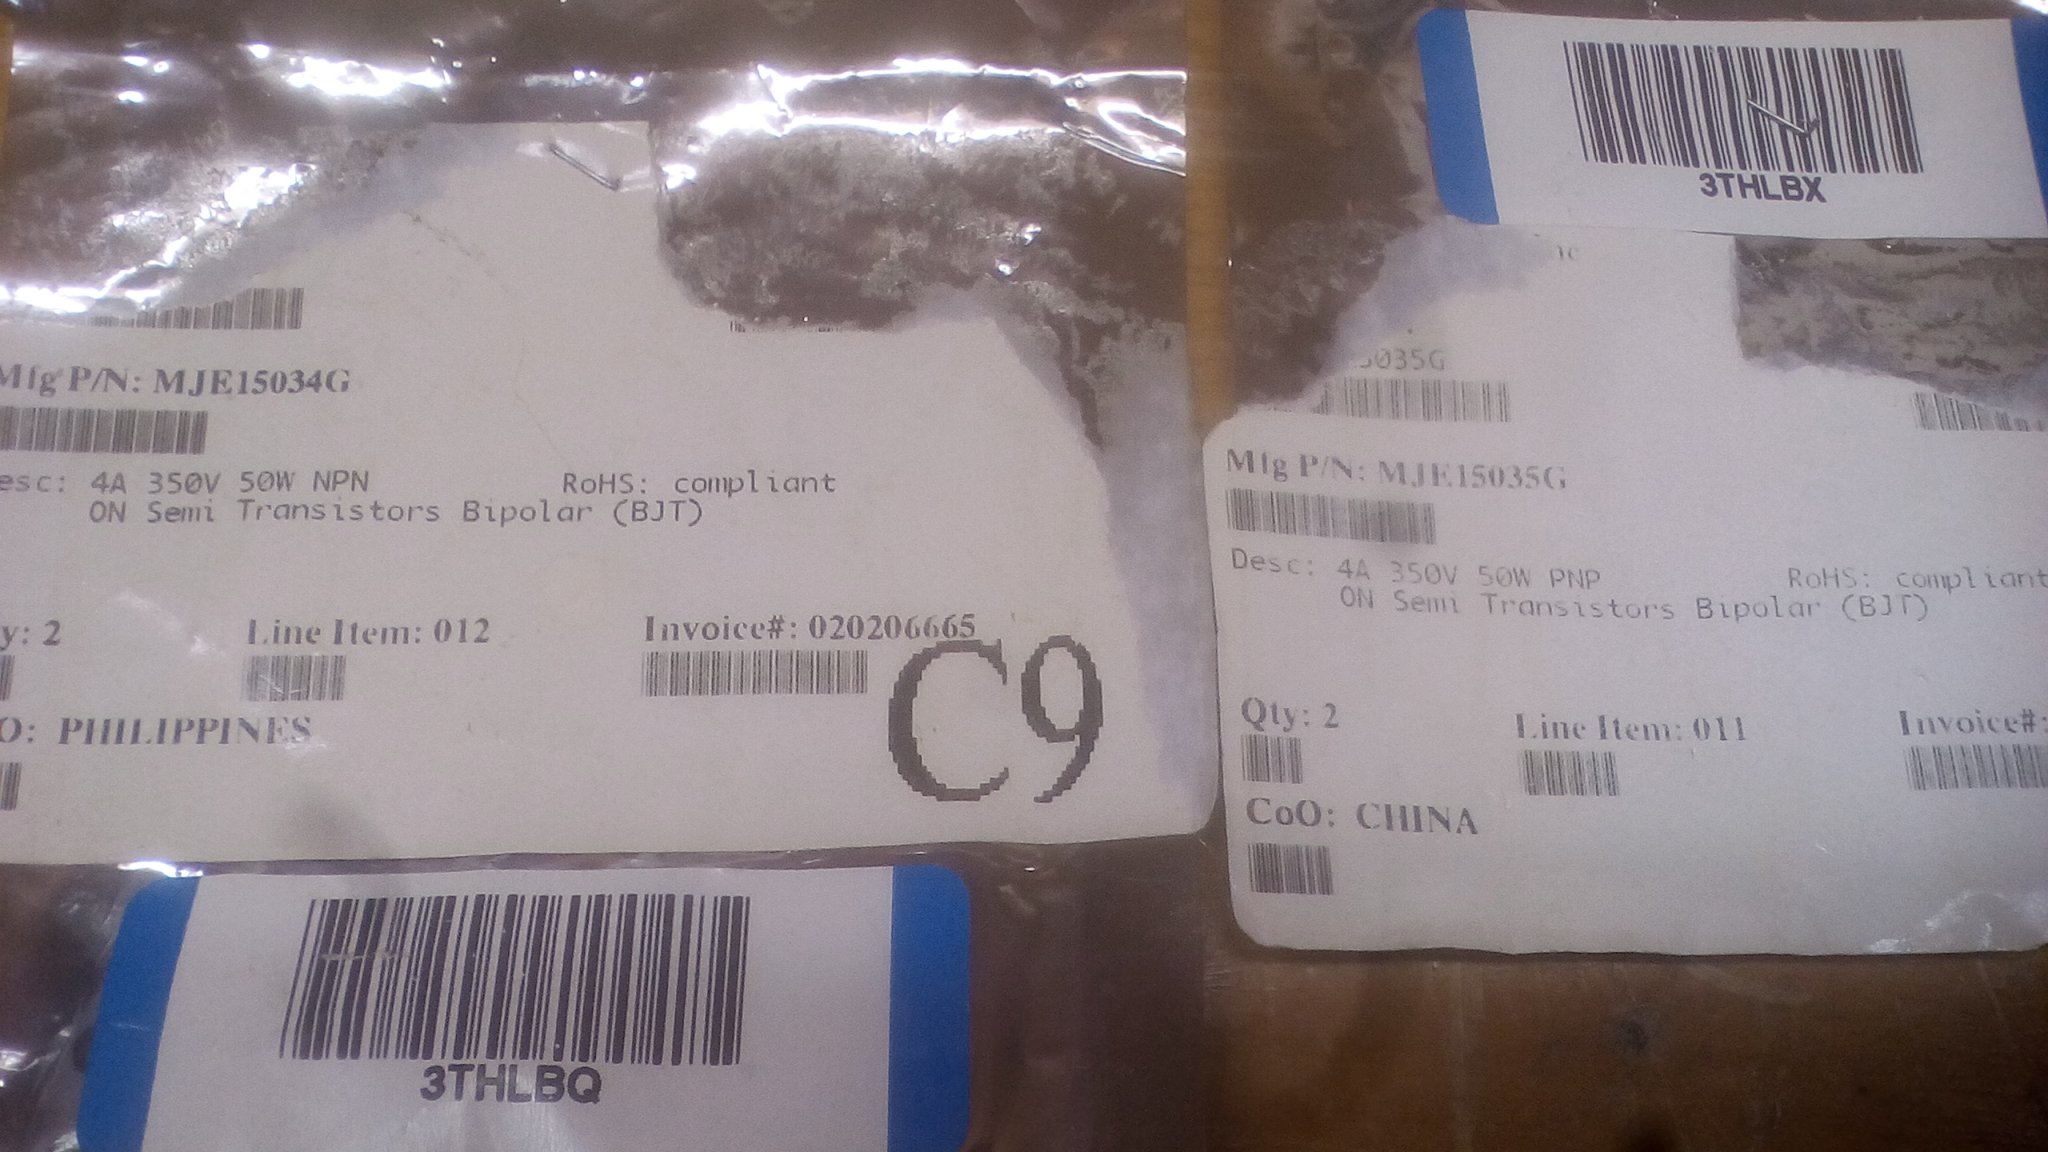 Mfg P/N: MJE15034G
esc: 4A 350V 50W NPN RoHS: compliant
ON Semi Transistors Bipolar (BJT)
y: 2 Line Item: 012 Invoice#: 020206665
C9
O: PHILIPPINES
3THLBQ
3THLBX
5035G
Mfg P/N: MJE15035G
Desc: 4A 350V 50W PNP RoHS: compliant
ON Semi Transistors Bipolar (BJT)
Qty: 2 Line Item: 011 Invoice#:
CoO: CHINA